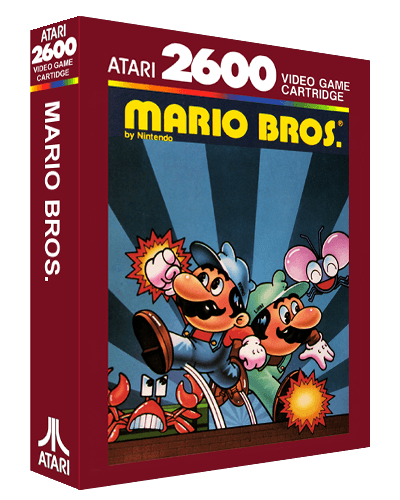 ATARI
2600
VIDEO GAME
CARTRIDGE
MARIO BROS.
ATARI
ATARI 2600 VIDEO GAME
CARTRIDGE
MARIO BROS.®
by Nintendo